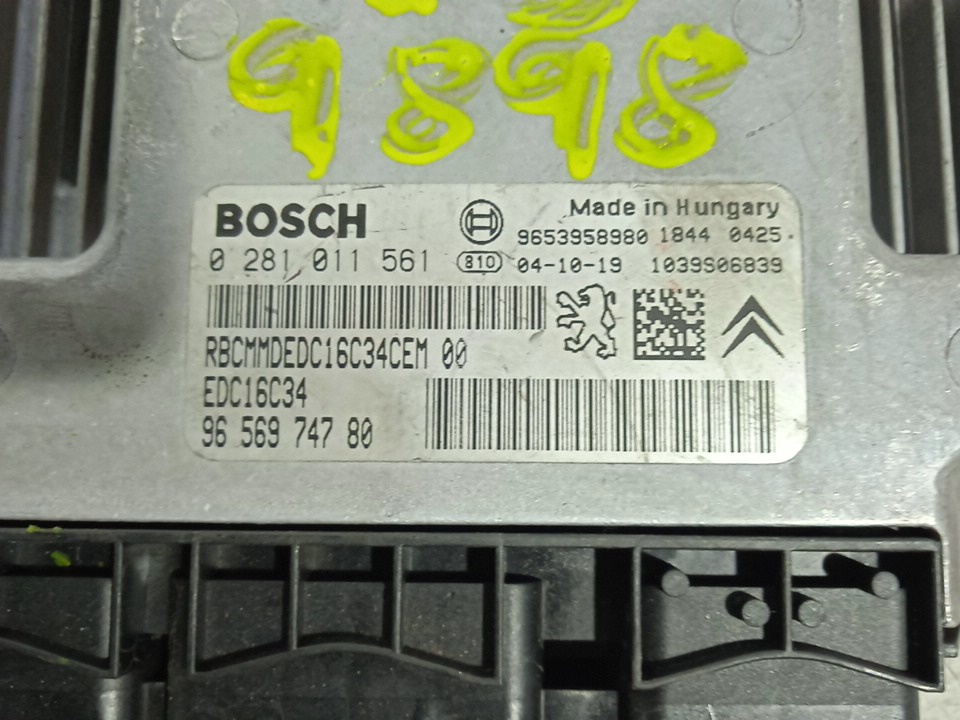 9898
BOSCH
Made in Hungary
9653958980 1844 0425
0 281 011 561 810 04-10-19 1039S06839
RBCMMDEDC16C34CEM 00
EDC16C34
96 569 747 80